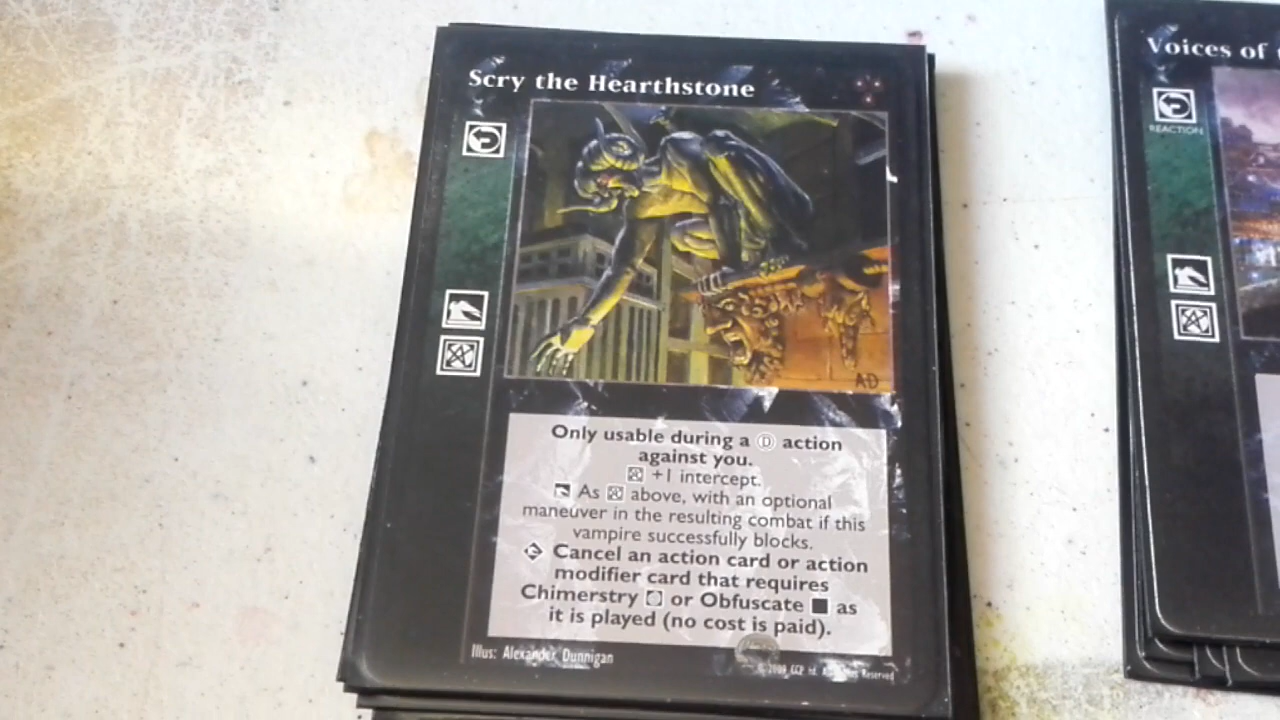 Scry the Hearthstone
Voices of
REACTION
AD
Only usable during a D action
against you.
+1 intercept.
As above, with an optional
maneuver in the resulting combat if this
vampire successfully blocks.
Cancel an action card or action
modifier card that requires
Chimerstry or Obfuscate as
it is played (no cost is paid).
Illus: Alexander Dunnigan
Reserved